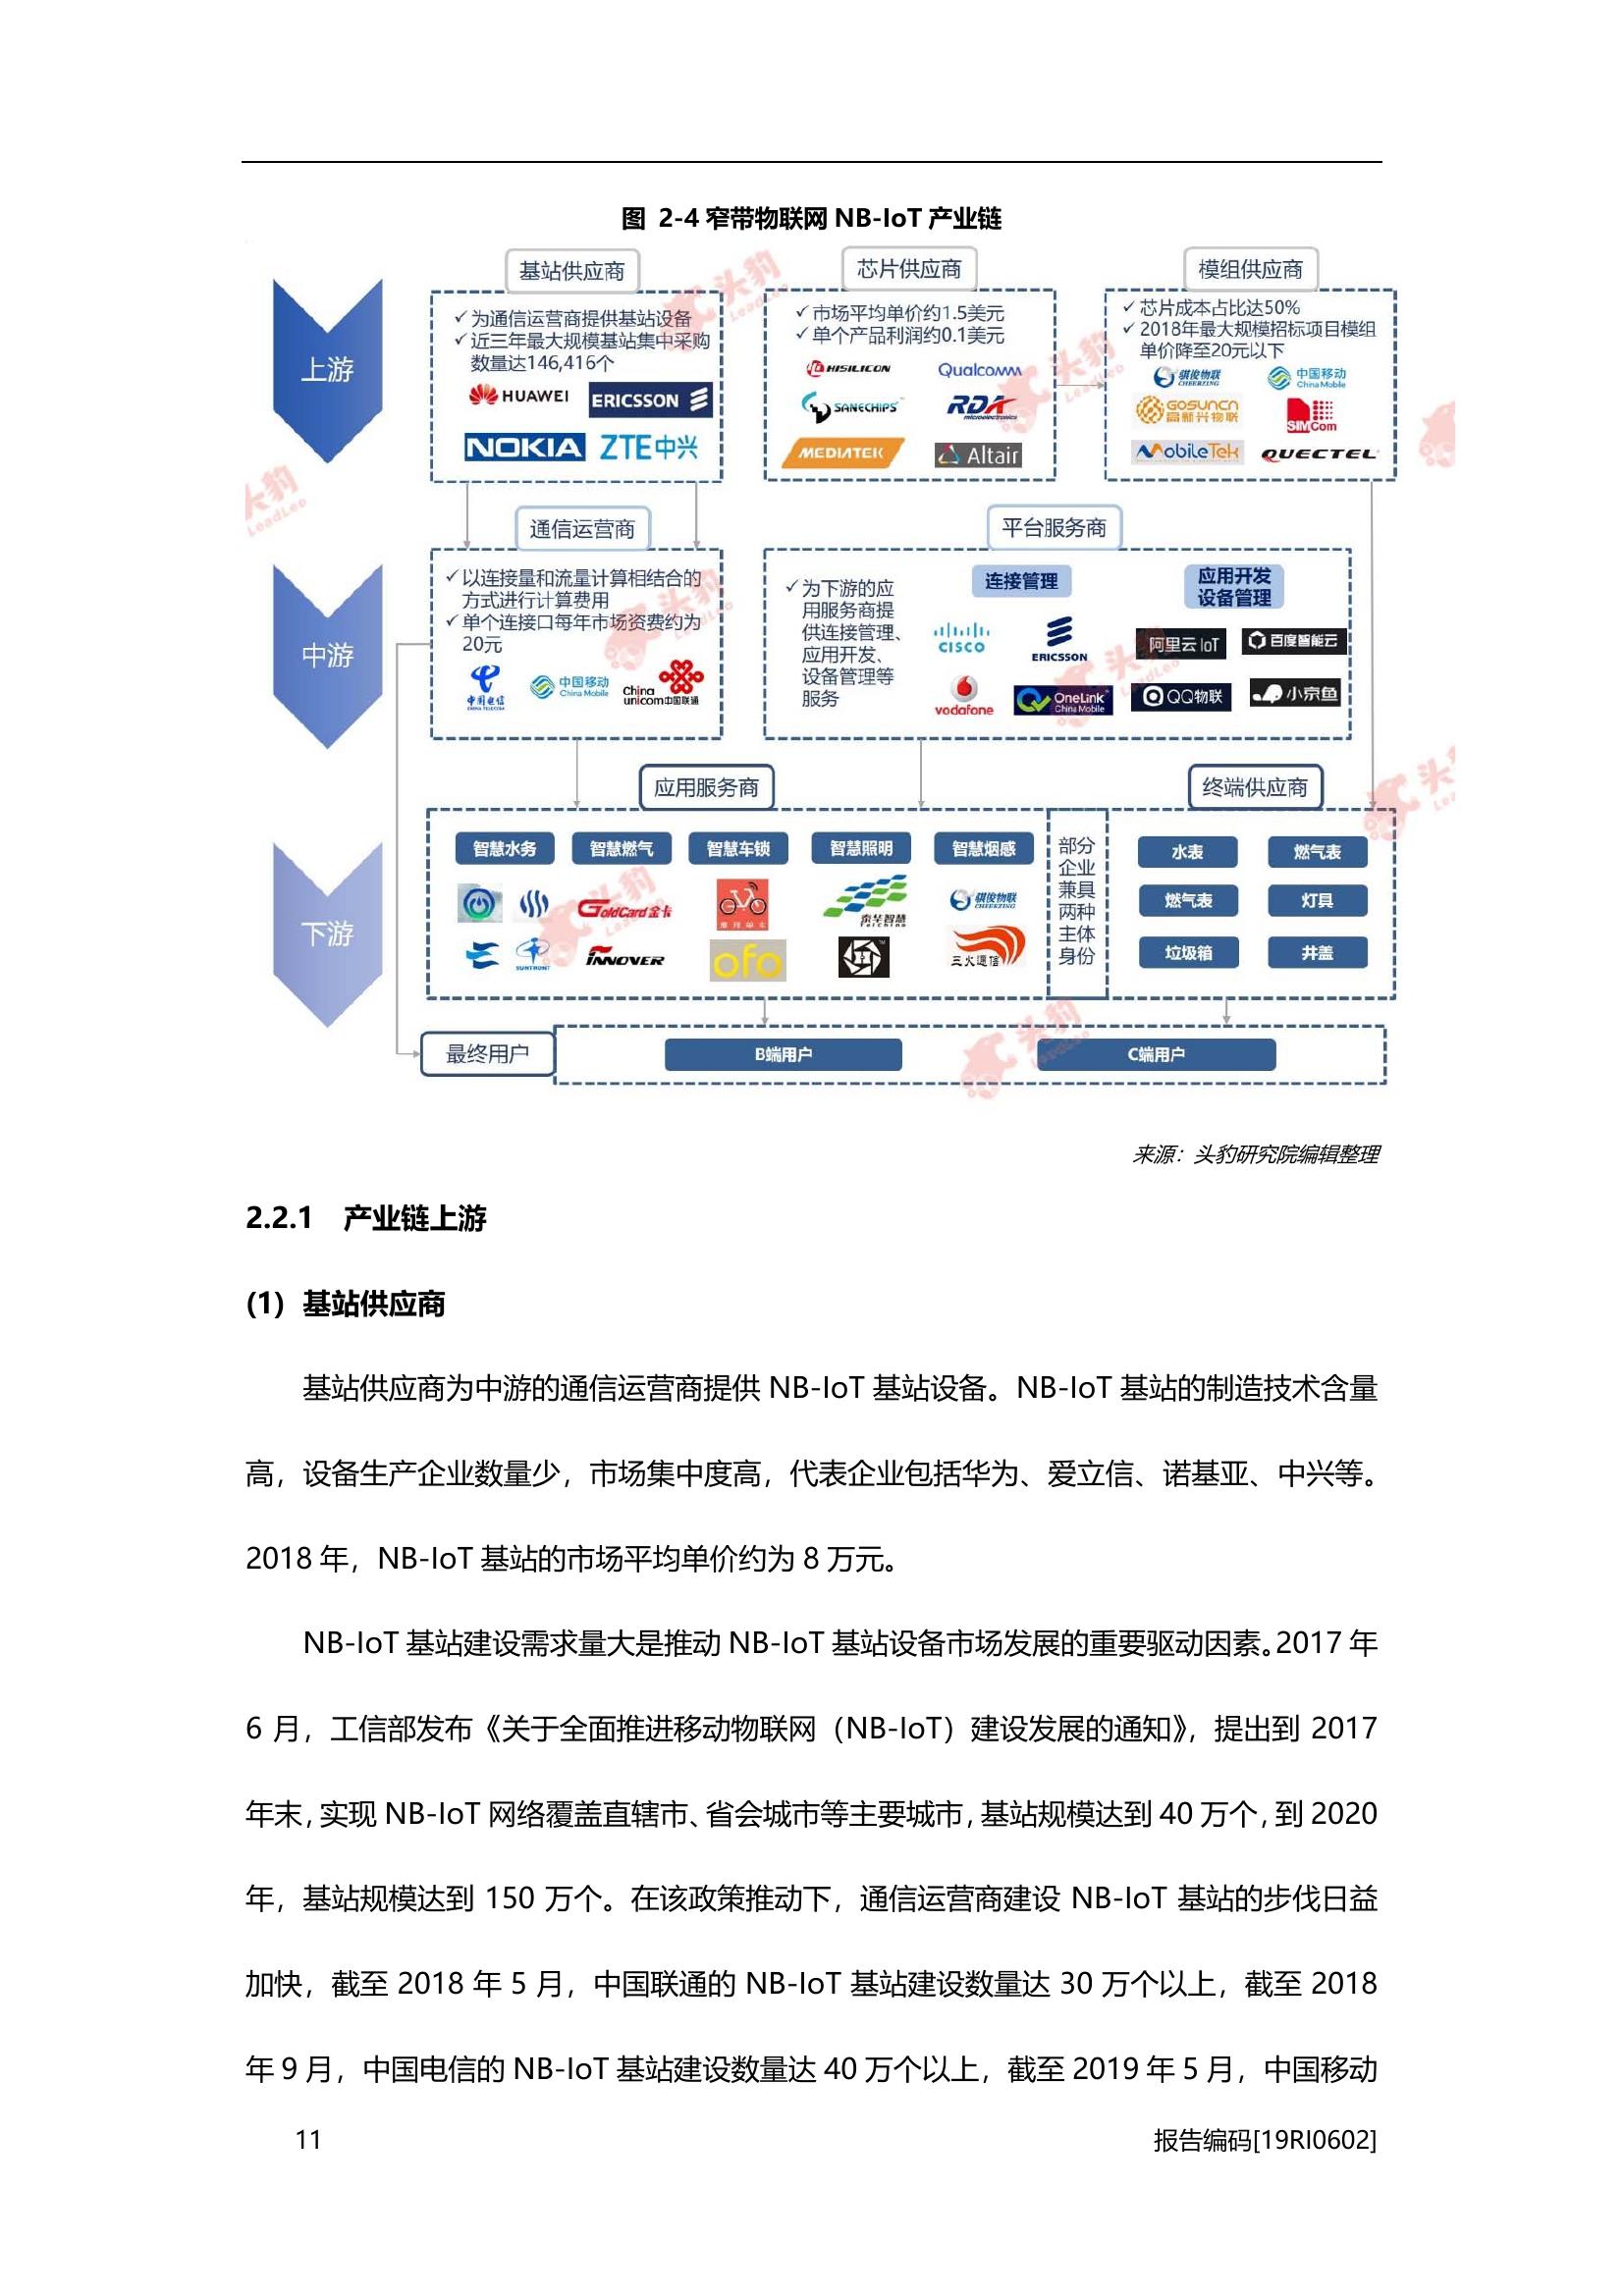 图 2-4 窄带物联网 NB-IoT 产业链
上游
基站供应商
✓为通信运营商提供基站设备
✓近三年最大规模基站集中采购
数量达146,416个
HUAWEI
ERICSSON
NOKIA
ZTE中兴
芯片供应商
✓市场平均单价约1.5美元
✓单个产品利润约0.1美元
HISILICON
Qualcomm
SANECHIPS
RDA
microelectronics
MEDIATEK
Altair
模组供应商
✓芯片成本占比达50%
✓2018年最大规模招标项目模组
单价降至20元以下
骐俊物联
CHEERZING
中国移动
China Mobile
GOSUNCN
高新兴物联
SIMCom
MobileTek
QUECTEL
中游
通信运营商
✓以连接量和流量计算相结合的
方式进行计算费用
✓单个连接口每年市场资费约为
20元
中国电信
CHINA TELECOM
中国移动
China Mobile
China
unicom中国联通
平台服务商
✓为下游的应
用服务商提
供连接管理、
应用开发、
设备管理等
服务
连接管理
CISCO
ERICSSON
vodafone
OneLink
China Mobile
应用开发
设备管理
阿里云 IoT
百度智能云
QQ物联
小京鱼
下游
应用服务商
智慧水务
智慧燃气
智慧车锁
智慧照明
智慧烟感
SUNTRONT
GoldCard 金卡
INNOVER
摩拜单车
ofo
泰华智慧
TaiChina
骐俊物联
CHEERZING
三火通信
部分
企业
兼具
两种
主体
身份
终端供应商
水表
燃气表
燃气表
灯具
垃圾箱
井盖
最终用户
B端用户
C端用户
头豹
LeadLeo
来源：头豹研究院编辑整理
2.2.1 产业链上游
(1) 基站供应商
基站供应商为中游的通信运营商提供 NB-IoT 基站设备。NB-IoT 基站的制造技术含量
高，设备生产企业数量少，市场集中度高，代表企业包括华为、爱立信、诺基亚、中兴等。
2018 年，NB-IoT 基站的市场平均单价约为 8 万元。
NB-IoT 基站建设需求量大是推动 NB-IoT 基站设备市场发展的重要驱动因素。2017 年
6 月，工信部发布《关于全面推进移动物联网（NB-IoT）建设发展的通知》，提出到 2017
年末，实现 NB-IoT 网络覆盖直辖市、省会城市等主要城市，基站规模达到 40 万个，到 2020
年，基站规模达到 150 万个。在该政策推动下，通信运营商建设 NB-IoT 基站的步伐日益
加快，截至 2018 年 5 月，中国联通的 NB-IoT 基站建设数量达 30 万个以上，截至 2018
年 9 月，中国电信的 NB-IoT 基站建设数量达 40 万个以上，截至 2019 年 5 月，中国移动
11
报告编码[19RI0602]